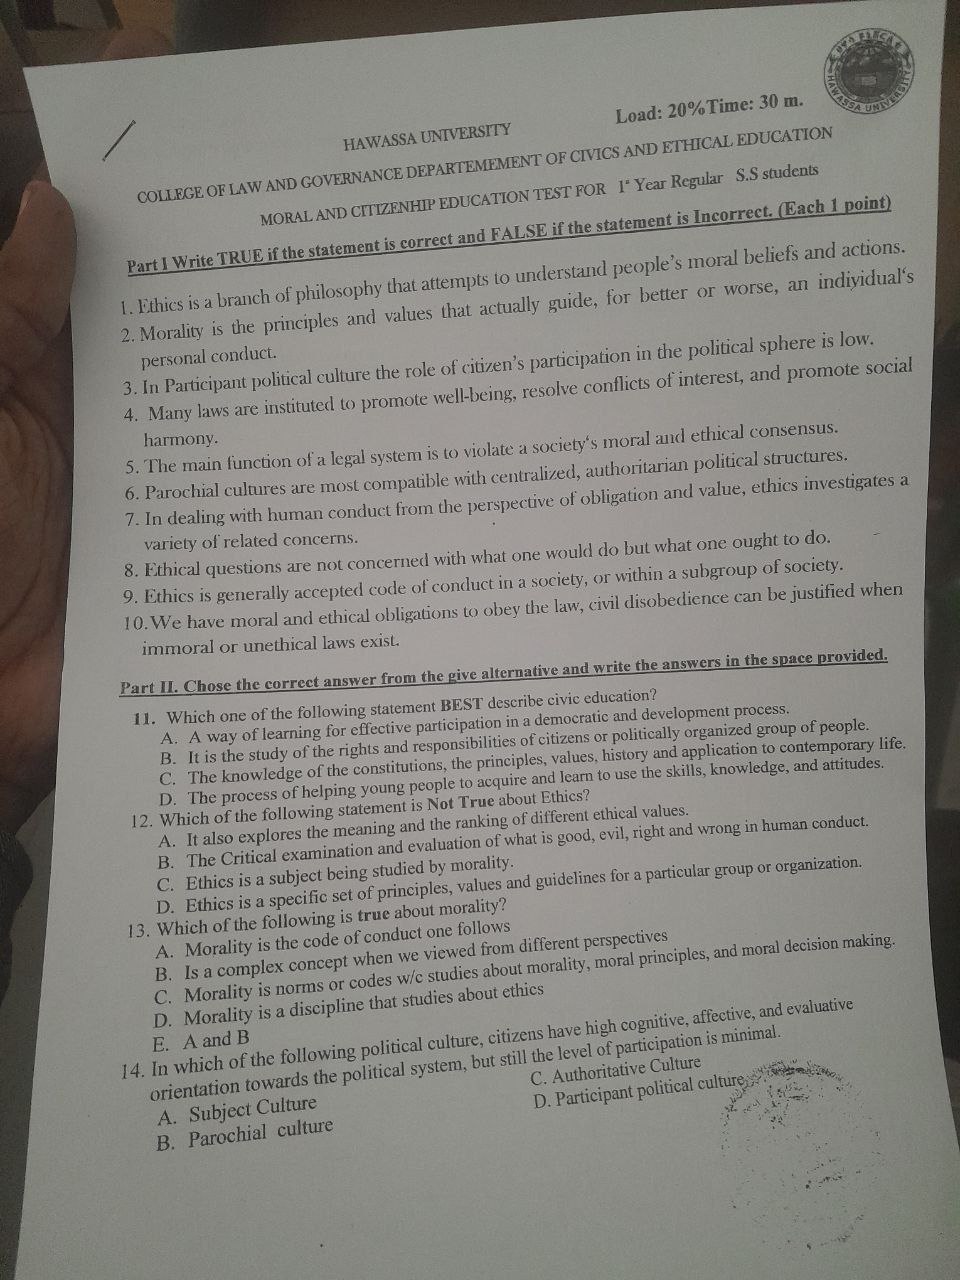 HAWASSA UNIVERSITY
Load: 20% Time: 30 m.
HAWASSA UNIVERSITY
COLLEGE OF LAW AND GOVERNANCE DEPARTEMEMENT OF CIVICS AND ETHICAL EDUCATION
MORAL AND CITIZENHIP EDUCATION TEST FOR 1st Year Regular S.S students
Part I Write TRUE if the statement is correct and FALSE if the statement is Incorrect. (Each 1 point)
1. Ethics is a branch of philosophy that attempts to understand people's moral beliefs and actions.
2. Morality is the principles and values that actually guide, for better or worse, an individual's
personal conduct.
3. In Participant political culture the role of citizen's participation in the political sphere is low.
4. Many laws are instituted to promote well-being, resolve conflicts of interest, and promote social
harmony.
5. The main function of a legal system is to violate a society's moral and ethical consensus.
6. Parochial cultures are most compatible with centralized, authoritarian political structures.
7. In dealing with human conduct from the perspective of obligation and value, ethics investigates a
variety of related concerns.
8. Ethical questions are not concerned with what one would do but what one ought to do.
9. Ethics is generally accepted code of conduct in a society, or within a subgroup of society.
10.We have moral and ethical obligations to obey the law, civil disobedience can be justified when
immoral or unethical laws exist.
Part II. Chose the correct answer from the give alternative and write the answers in the space provided.
11. Which one of the following statement BEST describe civic education?
A. A way of learning for effective participation in a democratic and development process.
B. It is the study of the rights and responsibilities of citizens or politically organized group of people.
C. The knowledge of the constitutions, the principles, values, history and application to contemporary life.
D. The process of helping young people to acquire and learn to use the skills, knowledge, and attitudes.
12. Which of the following statement is Not True about Ethics?
A. It also explores the meaning and the ranking of different ethical values.
B. The Critical examination and evaluation of what is good, evil, right and wrong in human conduct.
C. Ethics is a subject being studied by morality.
D. Ethics is a specific set of principles, values and guidelines for a particular group or organization.
13. Which of the following is true about morality?
A. Morality is the code of conduct one follows
B. Is a complex concept when we viewed from different perspectives
C. Morality is norms or codes w/c studies about morality, moral principles, and moral decision making.
D. Morality is a discipline that studies about ethics
E. A and B
14. In which of the following political culture, citizens have high cognitive, affective, and evaluative
orientation towards the political system, but still the level of participation is minimal.
A. Subject Culture
B. Parochial culture
C. Authoritative Culture
D. Participant political culture